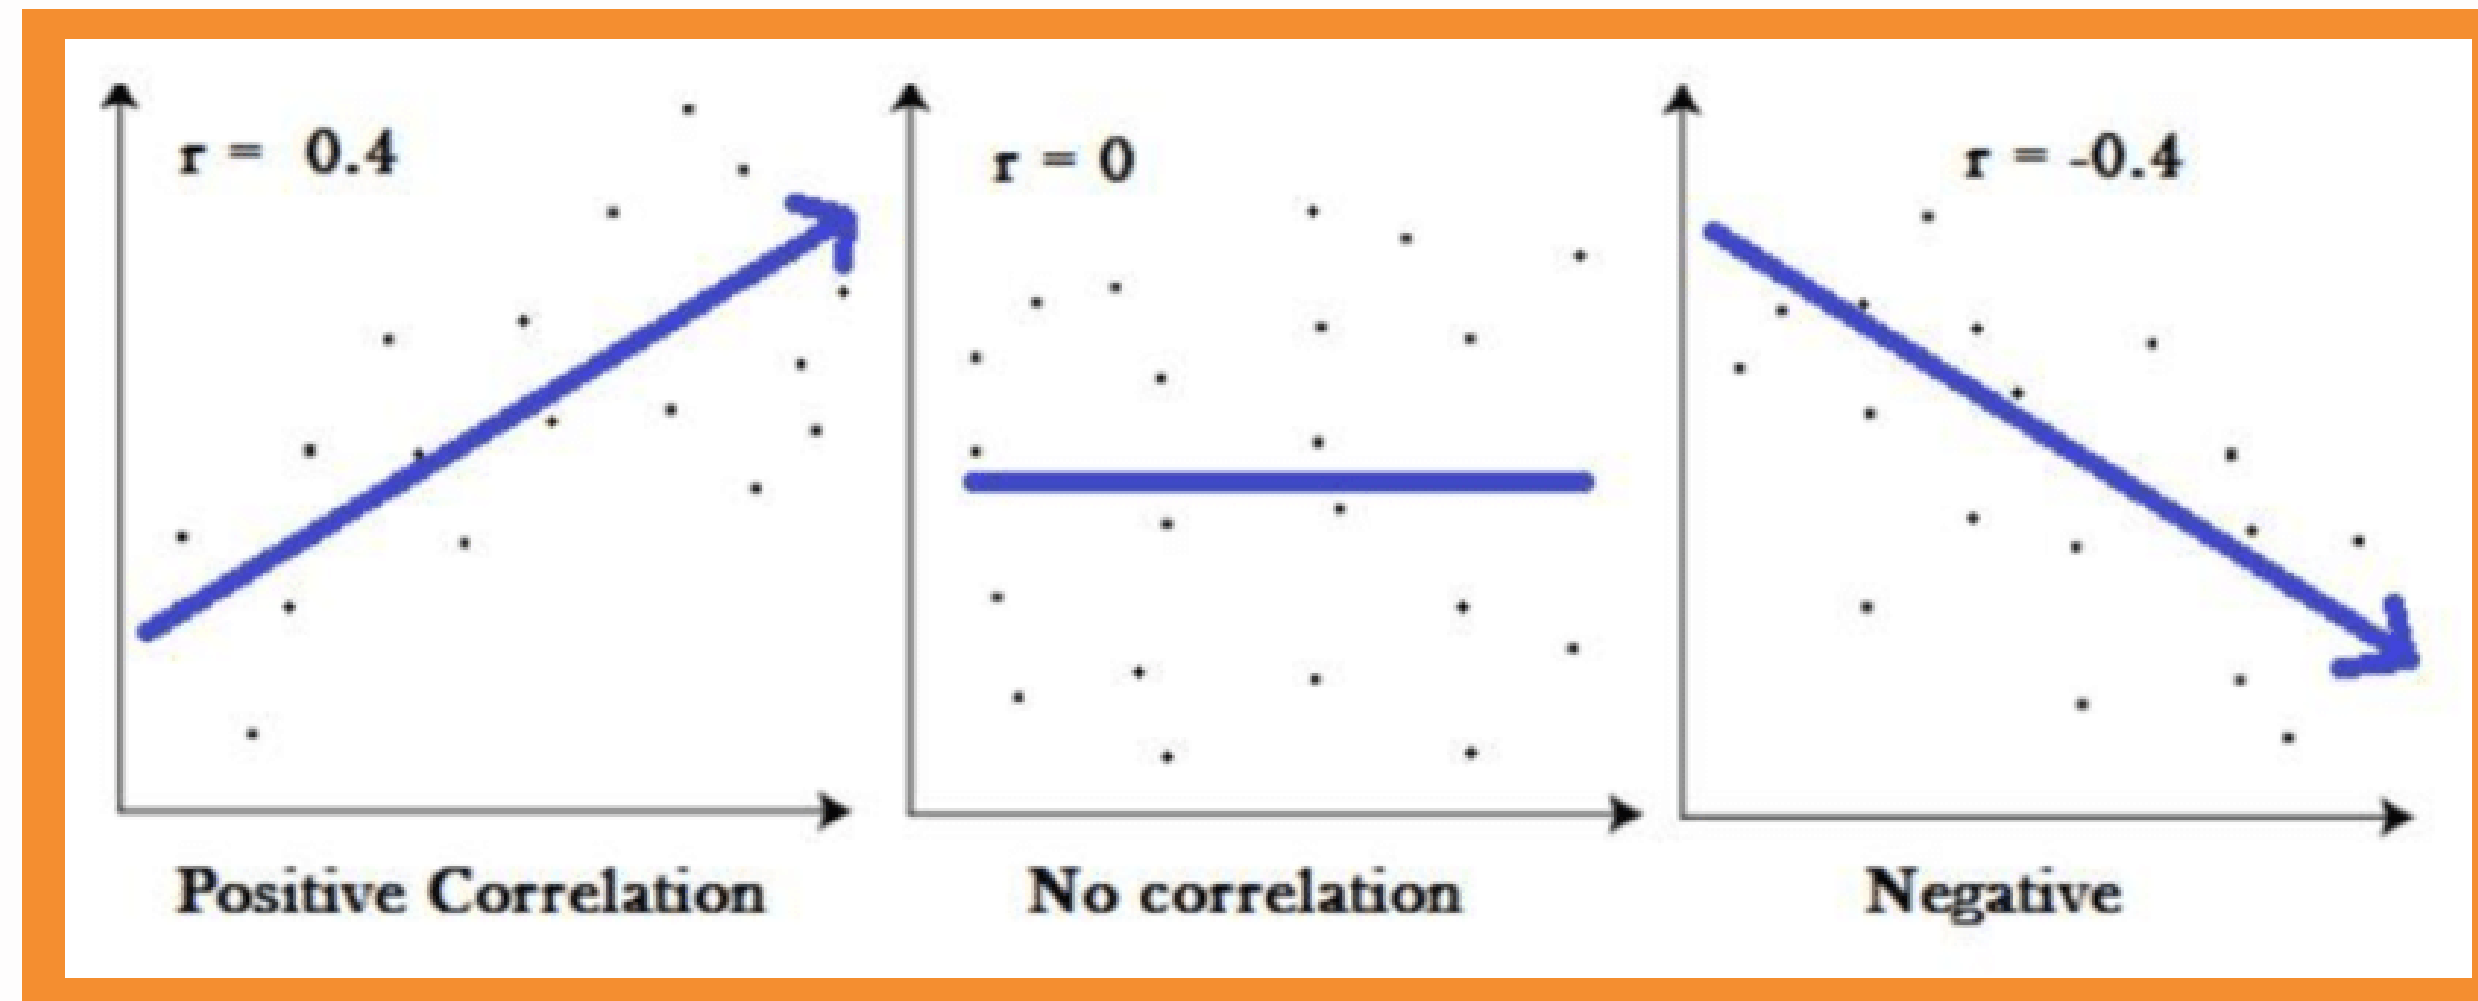 r = 0.4
r = 0
r = -0.4
Positive Correlation
No correlation
Negative